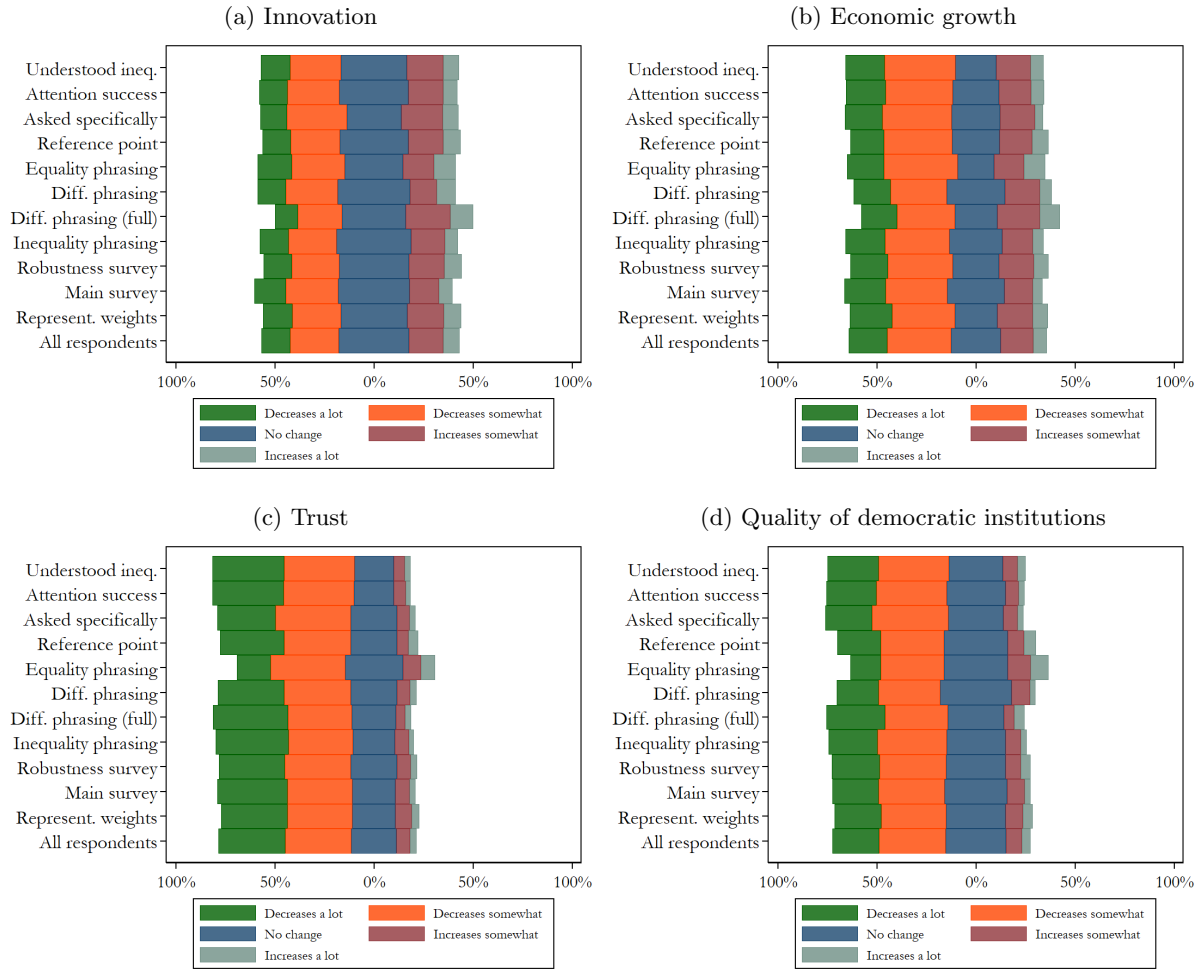 (a) Innovation
Understood ineq.
Attention success
Asked specifically
Reference point
Equality phrasing
Diff. phrasing
Diff. phrasing (full)
Inequality phrasing
Robustness survey
Main survey
Represent. weights
All respondents
100% 50% 0% 50% 100%
Decreases a lot Decreases somewhat
No change Increases somewhat
Increases a lot
(b) Economic growth
Understood ineq.
Attention success
Asked specifically
Reference point
Equality phrasing
Diff. phrasing
Diff. phrasing (full)
Inequality phrasing
Robustness survey
Main survey
Represent. weights
All respondents
100% 50% 0% 50% 100%
Decreases a lot Decreases somewhat
No change Increases somewhat
Increases a lot
(c) Trust
Understood ineq.
Attention success
Asked specifically
Reference point
Equality phrasing
Diff. phrasing
Diff. phrasing (full)
Inequality phrasing
Robustness survey
Main survey
Represent. weights
All respondents
100% 50% 0% 50% 100%
Decreases a lot Decreases somewhat
No change Increases somewhat
Increases a lot
(d) Quality of democratic institutions
Understood ineq.
Attention success
Asked specifically
Reference point
Equality phrasing
Diff. phrasing
Diff. phrasing (full)
Inequality phrasing
Robustness survey
Main survey
Represent. weights
All respondents
100% 50% 0% 50% 100%
Decreases a lot Decreases somewhat
No change Increases somewhat
Increases a lot